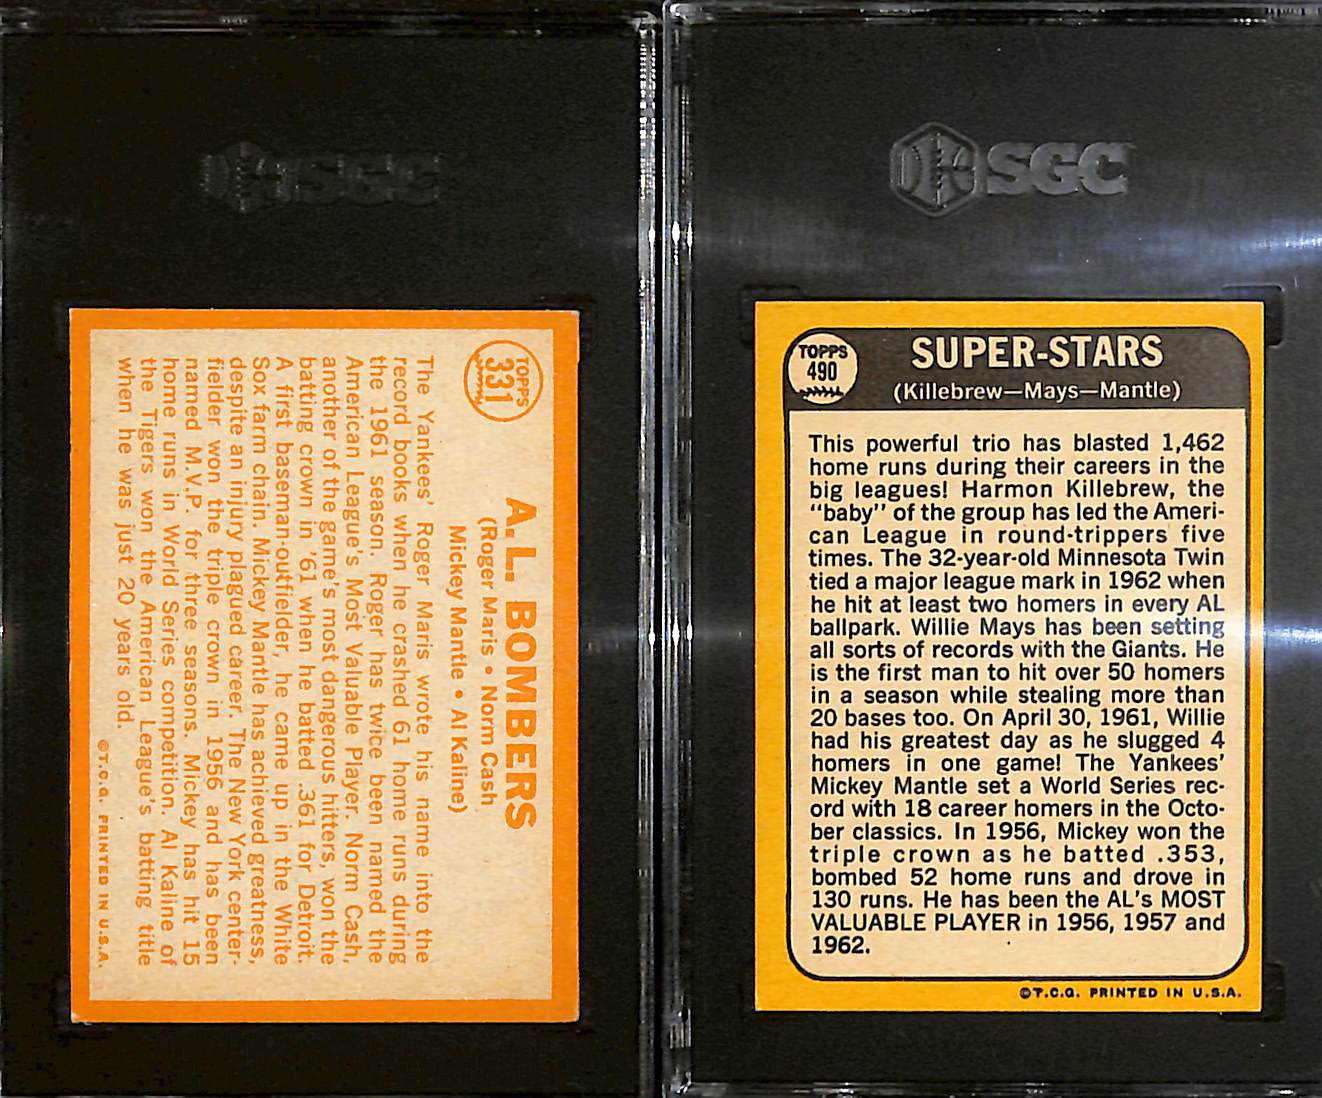 SGC
TOPPS
331
A.L. BOMBERS
(Roger Maris • Norm Cash
Mickey Mantle • Al Kaline)
The Yankees' Roger Maris wrote his name into the
record books when he crashed 61 home runs during
the 1961 season. Roger has twice been named the
American League's Most Valuable Player. Norm Cash,
another of the game's most dangerous hitters, won the
batting crown in '61 when he batted .361 for Detroit.
A first baseman-outfielder, he came up in the White
Sox farm chain. Mickey Mantle has achieved greatness,
despite an injury plagued career. The New York center-
fielder won the triple crown in 1956 and has been
named M.V.P. for three seasons. Mickey has hit 15
home runs in World Series competition. Al Kaline of
the Tigers won the American League's batting title
when he was just 20 years old.
©T.C.G. PRINTED IN U.S.A.
SGC
TOPPS
490
SUPER-STARS
(Killebrew—Mays—Mantle)
This powerful trio has blasted 1,462
home runs during their careers in the
big leagues! Harmon Killebrew, the
"baby" of the group has led the Ameri-
can League in round-trippers five
times. The 32-year-old Minnesota Twin
tied a major league mark in 1962 when
he hit at least two homers in every AL
ballpark. Willie Mays has been setting
all sorts of records with the Giants. He
is the first man to hit over 50 homers
in a season while stealing more than
20 bases too. On April 30, 1961, Willie
had his greatest day as he slugged 4
homers in one game! The Yankees'
Mickey Mantle set a World Series rec-
ord with 18 career homers in the Octo-
ber classics. In 1956, Mickey won the
triple crown as he batted .353,
bombed 52 home runs and drove in
130 runs. He has been the AL's MOST
VALUABLE PLAYER in 1956, 1957 and
1962.
©T.C.G. PRINTED IN U.S.A.